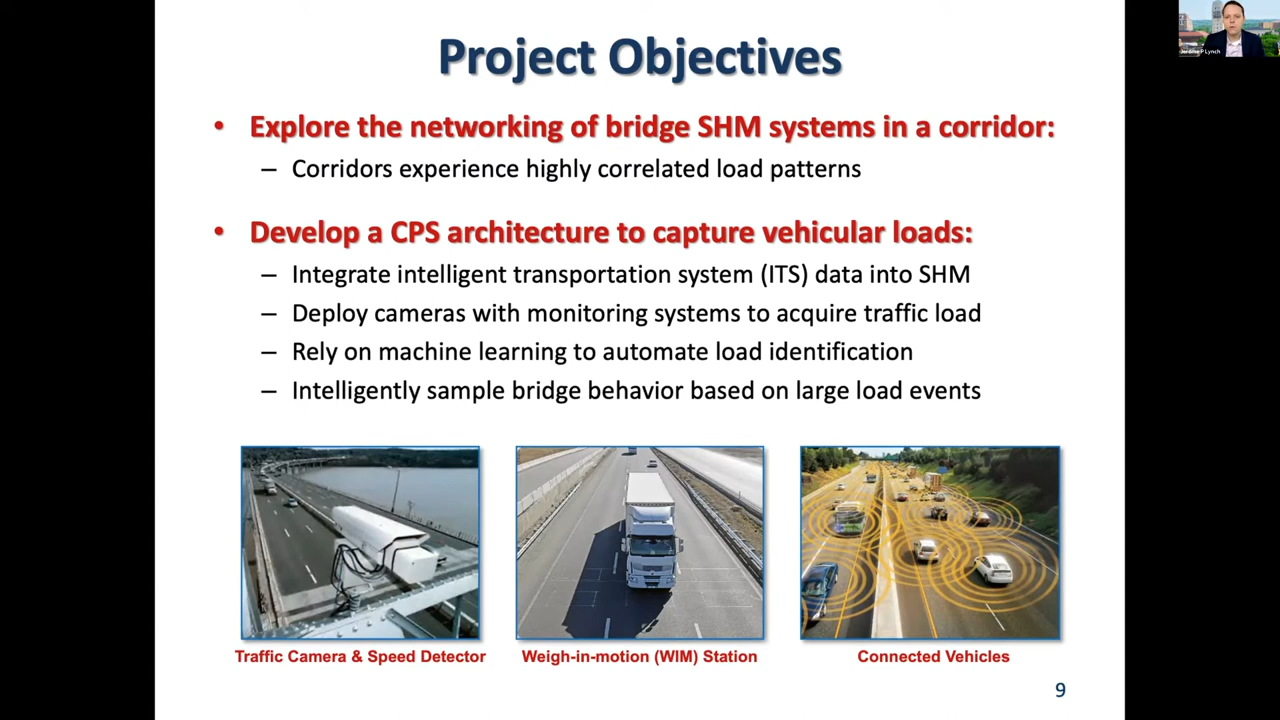 Project Objectives
• Explore the networking of bridge SHM systems in a corridor:
– Corridors experience highly correlated load patterns
• Develop a CPS architecture to capture vehicular loads:
– Integrate intelligent transportation system (ITS) data into SHM
– Deploy cameras with monitoring systems to acquire traffic load
– Rely on machine learning to automate load identification
– Intelligently sample bridge behavior based on large load events
Traffic Camera & Speed Detector
Weigh-in-motion (WIM) Station
Connected Vehicles
9
Jerome P Lynch